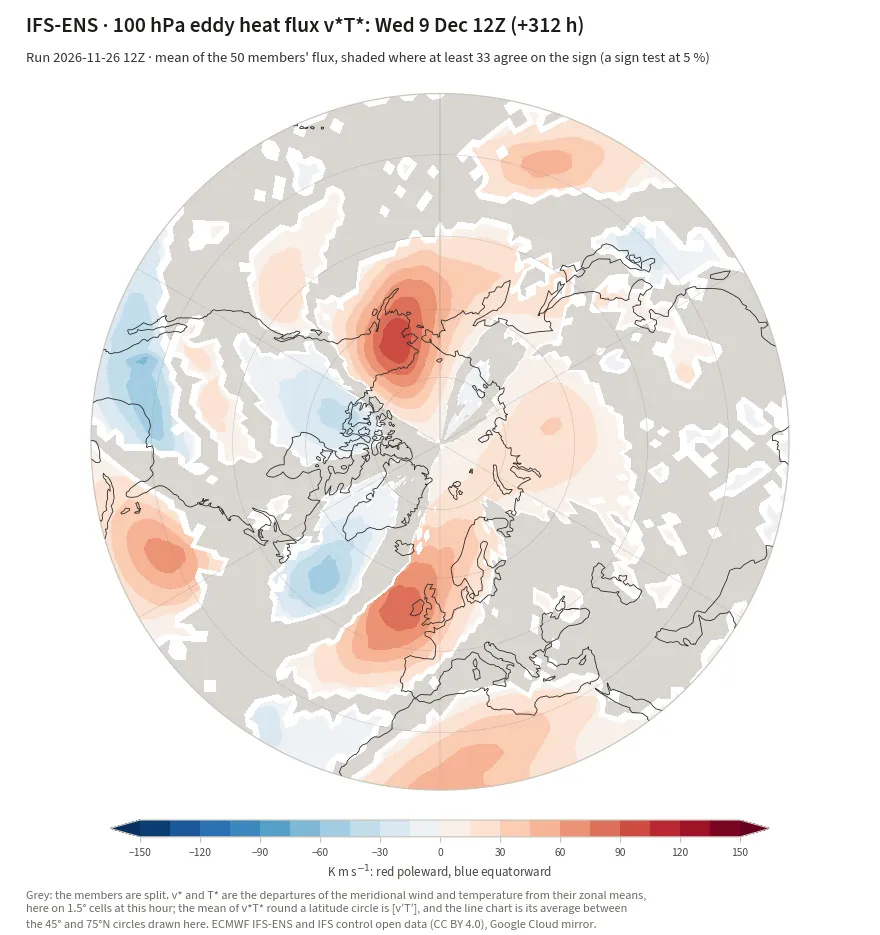 IFS-ENS · 100 hPa eddy heat flux v*T*: Wed 9 Dec 12Z (+312 h)
Run 2026-11-26 12Z · mean of the 50 members' flux, shaded where at least 33 agree on the sign (a sign test at 5 %)
−150 −120 −90 −60 −30 0 30 60 90 120 150
K m s⁻¹: red poleward, blue equatorward
Grey: the members are split. v* and T* are the departures of the meridional wind and temperature from their zonal means,
here on 1.5° cells at this hour; the mean of v*T* round a latitude circle is [v'T'], and the line chart is its average between
the 45° and 75°N circles drawn here. ECMWF IFS-ENS and IFS control open data (CC BY 4.0), Google Cloud mirror.